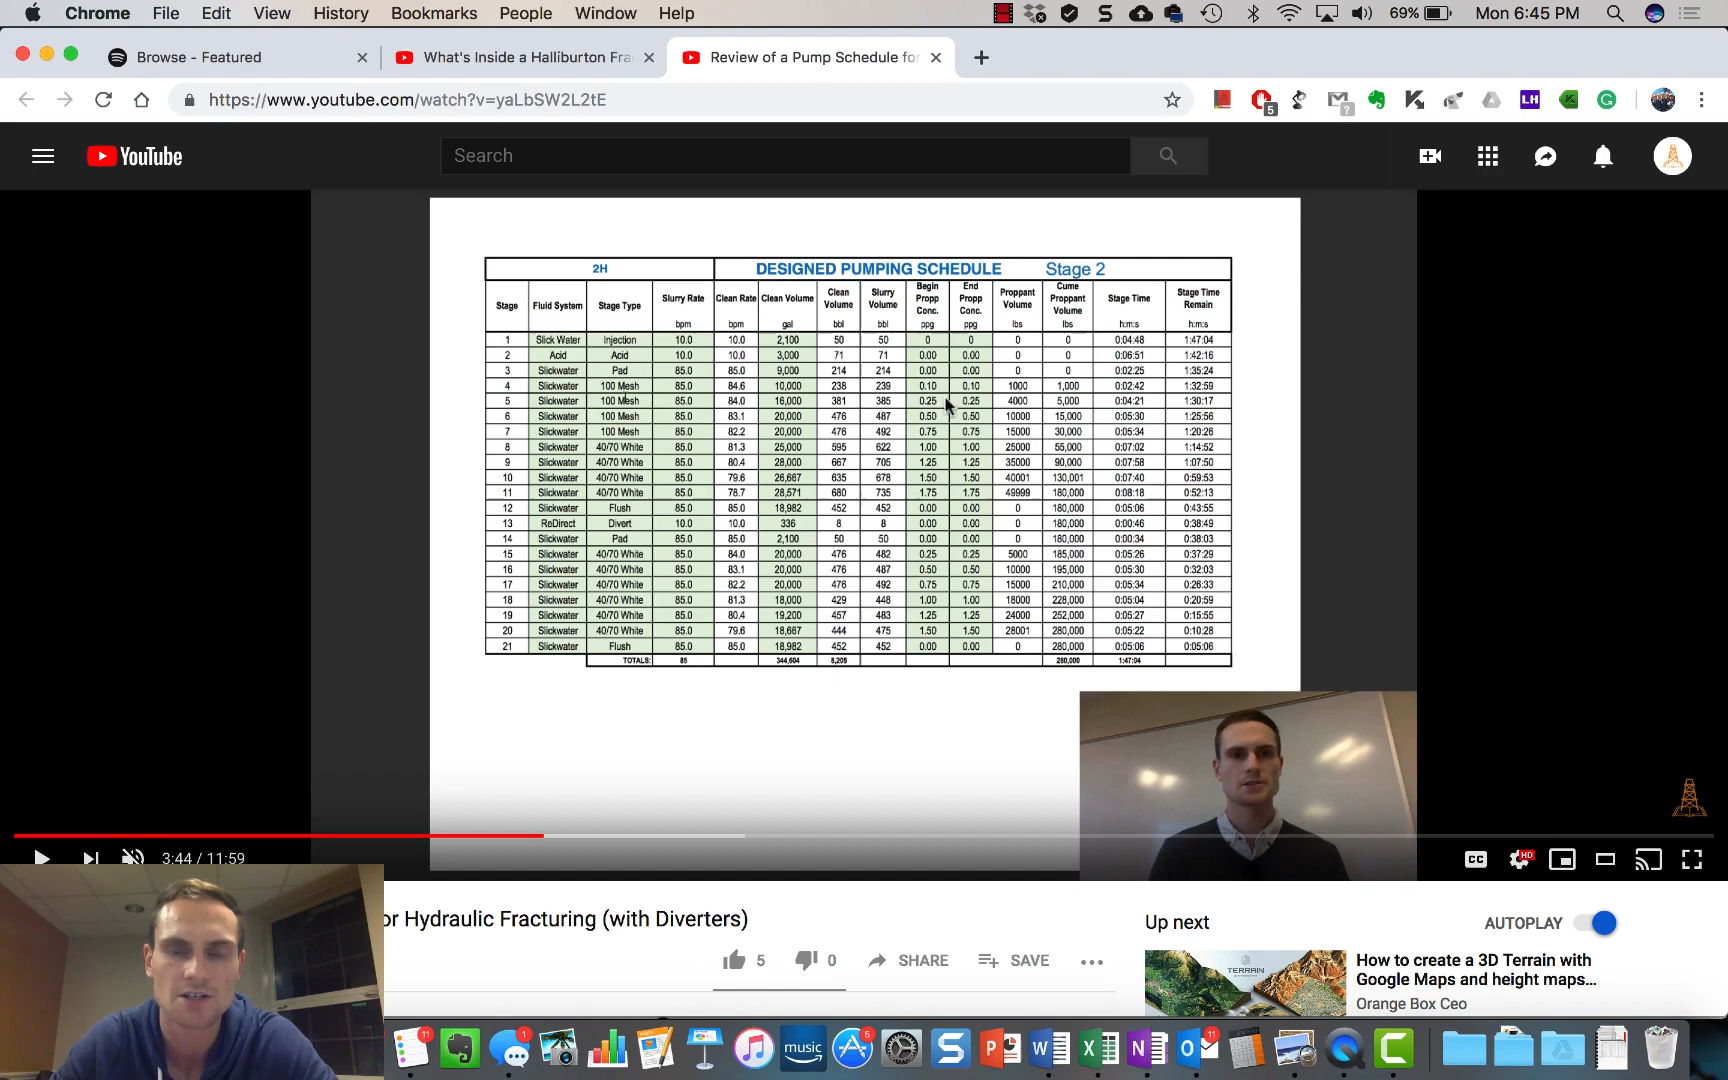 Chrome File Edit View History Bookmarks People Window Help 69% Mon 6:45 PM
Browse - Featured What's Inside a Halliburton Fra Review of a Pump Schedule for
https://www.youtube.com/watch?v=yaLbSW2L2tE 5 ? LH
YouTube Search
2H DESIGNED PUMPING SCHEDULE Stage 2
Stage Fluid System Stage Type Slurry Rate Clean Rate Clean Volume Clean Volume Slurry Volume Begin Propp Conc. End Propp Conc. Proppant Volume Cume Proppant Volume Stage Time Stage Time Remain
bpm bpm gal bbl bbl ppg ppg lbs lbs h:m:s h:m:s
1 Slick Water Injection 10.0 10.0 2,100 50 50 0 0 0 0 0:04:48 1:47:04
2 Acid Acid 10.0 10.0 3,000 71 71 0.00 0.00 0 0 0:06:51 1:42:16
3 Slickwater Pad 85.0 85.0 9,000 214 214 0.00 0.00 0 0 0:02:25 1:35:24
4 Slickwater 100 Mesh 85.0 84.6 10,000 238 239 0.10 0.10 1000 1,000 0:02:42 1:32:59
5 Slickwater 100 Mesh 85.0 84.0 16,000 381 385 0.25 0.25 4000 5,000 0:04:21 1:30:17
6 Slickwater 100 Mesh 85.0 83.1 20,000 476 487 0.50 0.50 10000 15,000 0:05:30 1:25:56
7 Slickwater 100 Mesh 85.0 82.2 20,000 476 492 0.75 0.75 15000 30,000 0:05:34 1:20:26
8 Slickwater 40/70 White 85.0 81.3 25,000 595 622 1.00 1.00 25000 55,000 0:07:02 1:14:52
9 Slickwater 40/70 White 85.0 80.4 28,000 667 705 1.25 1.25 35000 90,000 0:07:58 1:07:50
10 Slickwater 40/70 White 85.0 79.6 26,667 635 678 1.50 1.50 40001 130,001 0:07:40 0:59:53
11 Slickwater 40/70 White 85.0 78.7 28,571 680 735 1.75 1.75 49999 180,000 0:08:18 0:52:13
12 Slickwater Flush 85.0 85.0 18,982 452 452 0.00 0.00 0 180,000 0:05:06 0:43:55
13 ReDirect Divert 10.0 10.0 336 8 8 0.00 0.00 0 180,000 0:00:46 0:38:49
14 Slickwater Pad 85.0 85.0 2,100 50 50 0.00 0.00 0 180,000 0:00:34 0:38:03
15 Slickwater 40/70 White 85.0 84.0 20,000 476 482 0.25 0.25 5000 185,000 0:05:26 0:37:29
16 Slickwater 40/70 White 85.0 83.1 20,000 476 487 0.50 0.50 10000 195,000 0:05:30 0:32:03
17 Slickwater 40/70 White 85.0 82.2 20,000 476 492 0.75 0.75 15000 210,000 0:05:34 0:26:33
18 Slickwater 40/70 White 85.0 81.3 18,000 429 448 1.00 1.00 18000 228,000 0:05:04 0:20:59
19 Slickwater 40/70 White 85.0 80.4 19,200 457 483 1.25 1.25 24000 252,000 0:05:27 0:15:55
20 Slickwater 40/70 White 85.0 79.6 18,667 444 475 1.50 1.50 28001 280,000 0:05:22 0:10:28
21 Slickwater Flush 85.0 85.0 18,982 452 452 0.00 0.00 0 280,000 0:05:06 0:05:06
TOTALS: 85 344,604 8,205 280,000 1:47:04
3:44 / 11:59 CC HD
or Hydraulic Fracturing (with Diverters)
5 0 SHARE SAVE
Up next AUTOPLAY
TERRAIN
How to create a 3D Terrain with
Google Maps and height maps...
Orange Box Ceo
11 1 music 5 S P W X N O 11 C